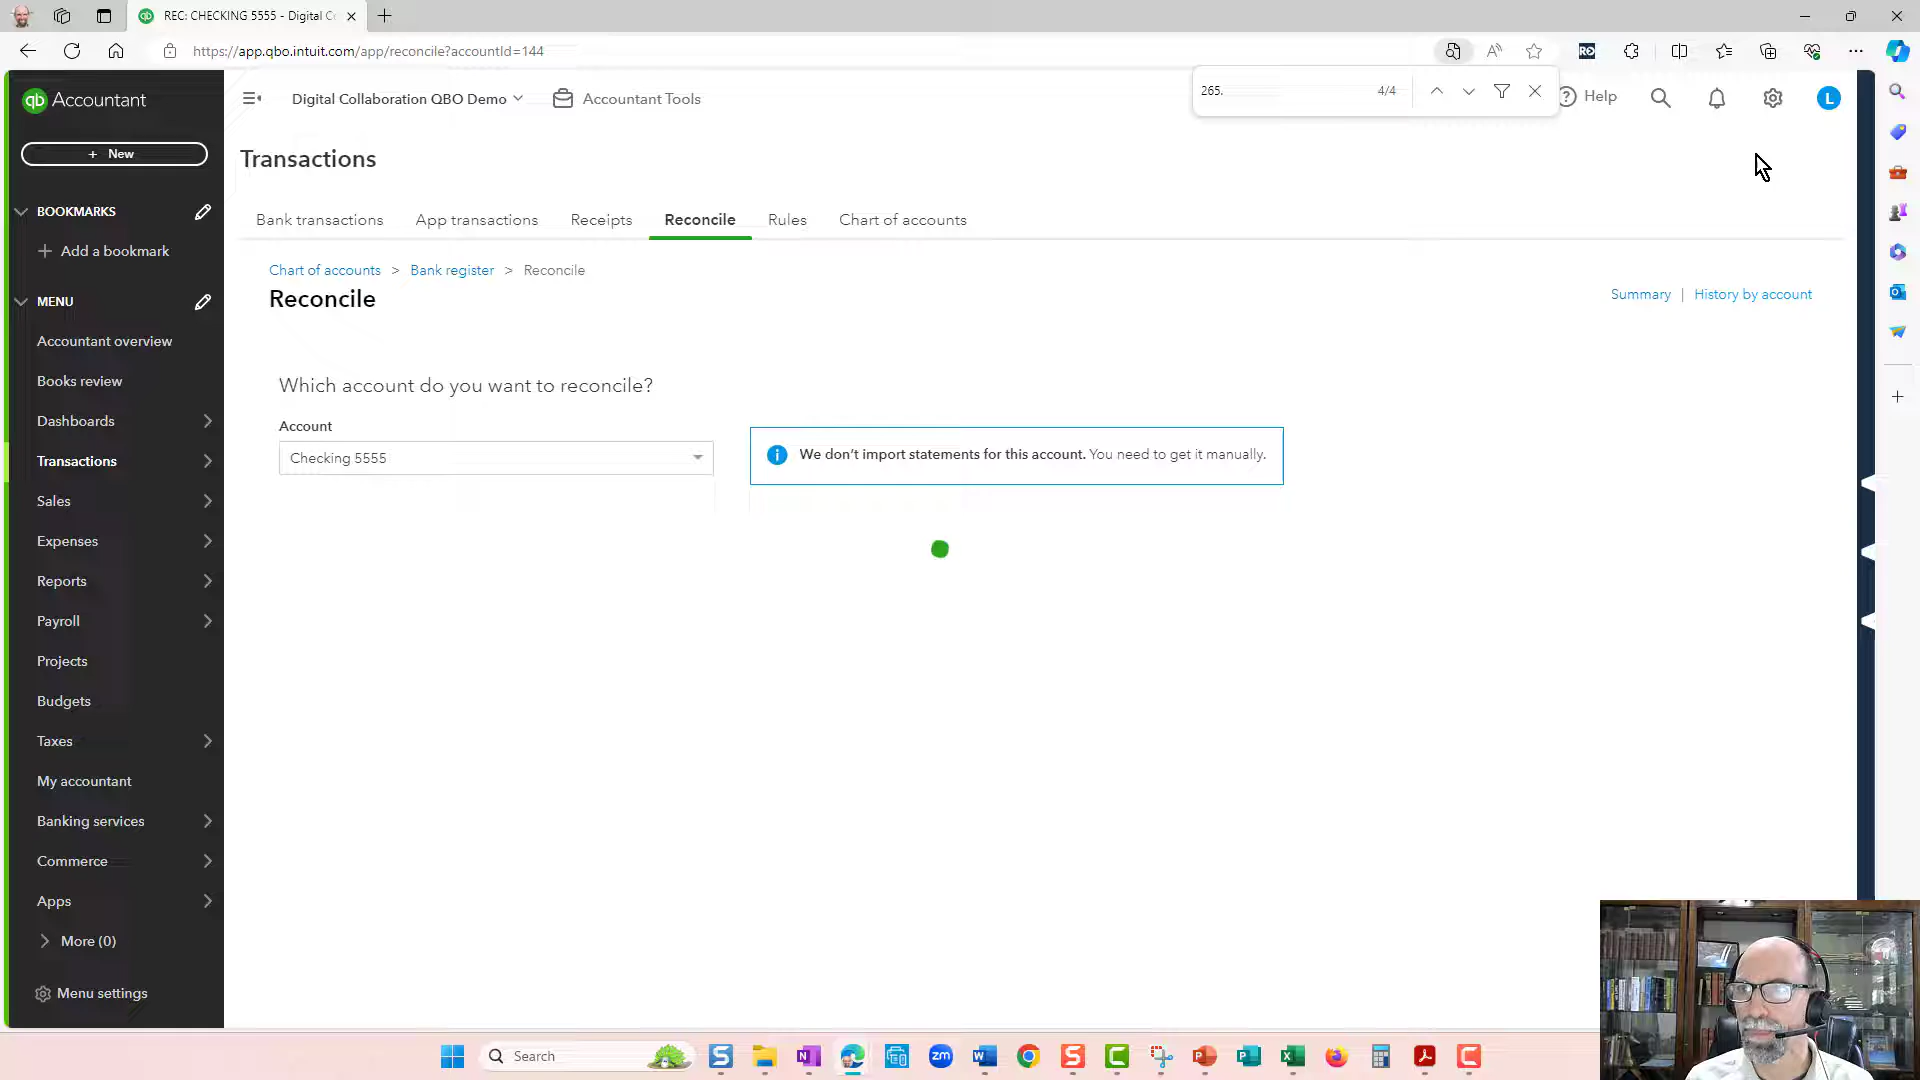 REC: CHECKING 5555 - Digital C
https://app.qbo.intuit.com/app/reconcile?accountId=144
265.
4/4
qb Accountant
Digital Collaboration QBO Demo
Accountant Tools
Help
L
+ New
Transactions
BOOKMARKS
Add a bookmark
MENU
Accountant overview
Books review
Dashboards
Transactions
Sales
Expenses
Reports
Payroll
Projects
Budgets
Taxes
My accountant
Banking services
Commerce
Apps
More (0)
Menu settings
Bank transactions
App transactions
Receipts
Reconcile
Rules
Chart of accounts
Chart of accounts > Bank register > Reconcile
Reconcile
Summary | History by account
Which account do you want to reconcile?
Account
Checking 5555
We don't import statements for this account. You need to get it manually.
Search
zm